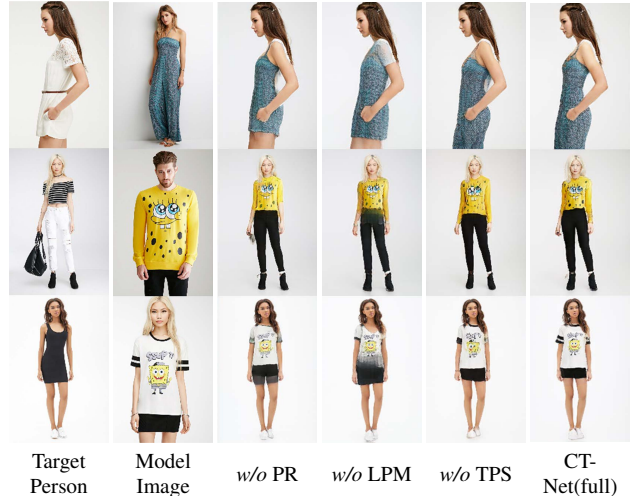 Target Person
Model Image
w/o PR
w/o LPM
w/o TPS
CT-Net(full)